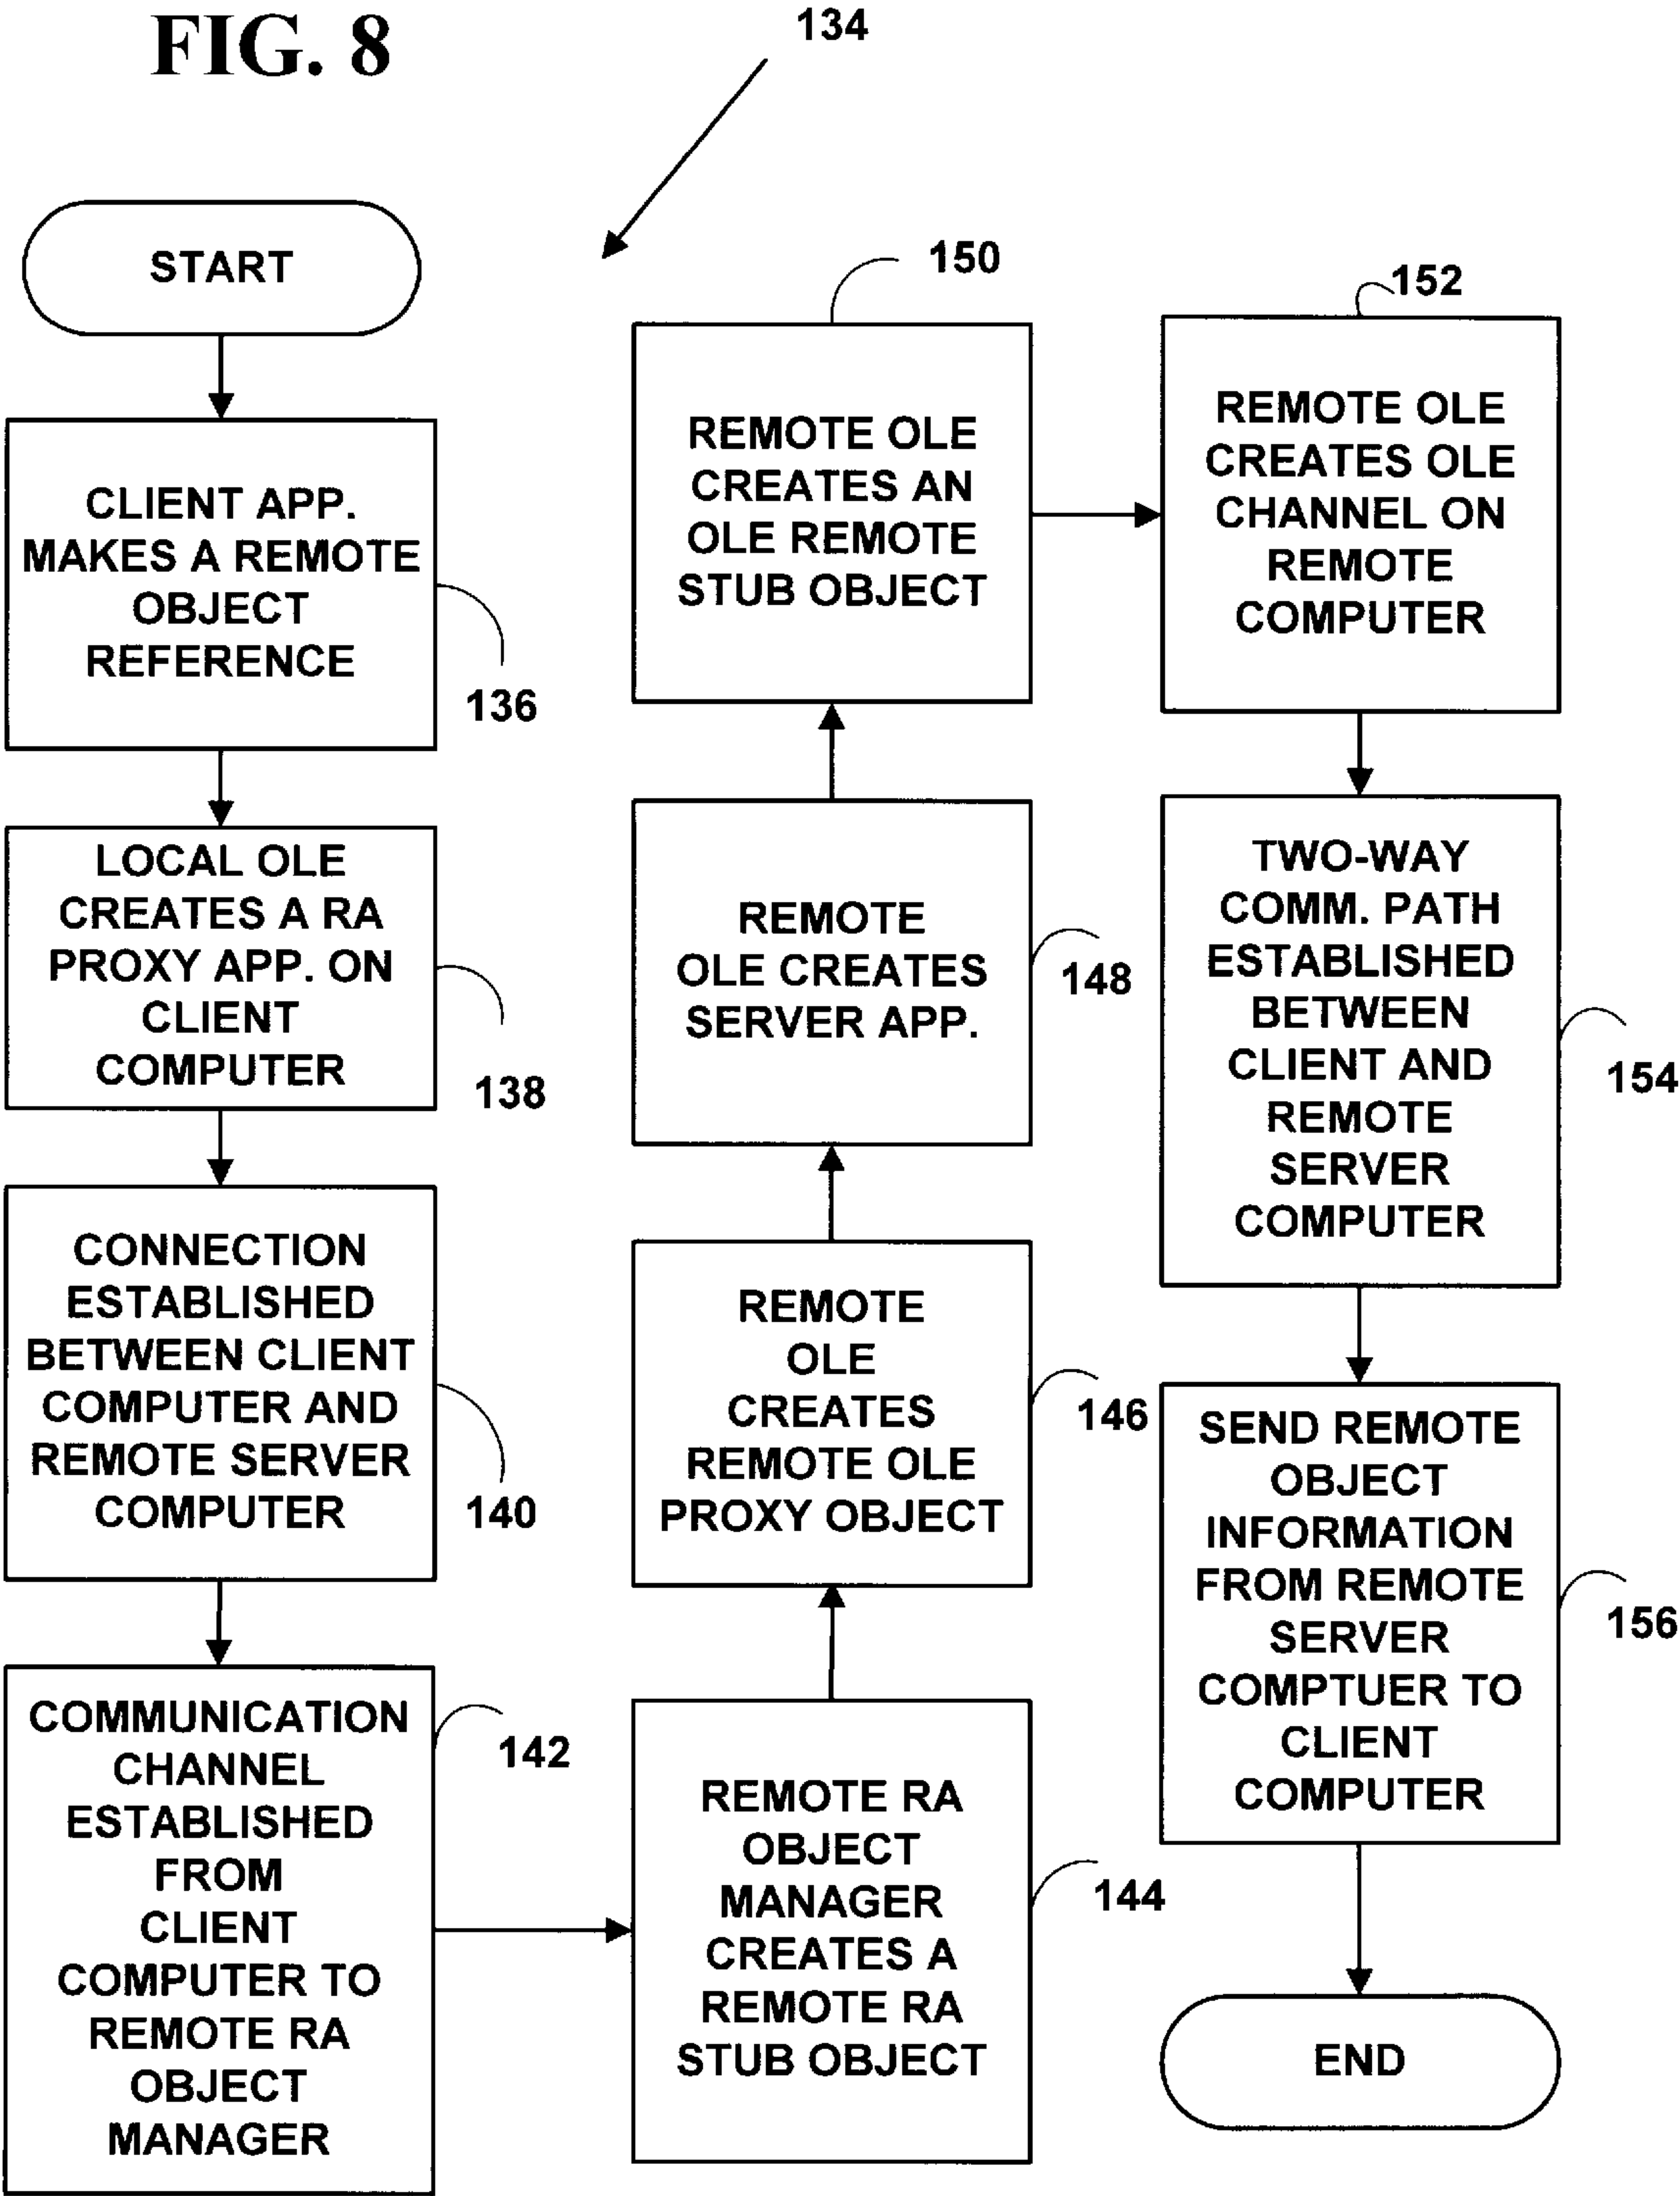 FIG. 8
134
START
CLIENT APP.
MAKES A REMOTE
OBJECT
REFERENCE
136
LOCAL OLE
CREATES A RA
PROXY APP. ON
CLIENT
COMPUTER
138
CONNECTION
ESTABLISHED
BETWEEN CLIENT
COMPUTER AND
REMOTE SERVER
COMPUTER
140
COMMUNICATION
CHANNEL
ESTABLISHED
FROM
CLIENT
COMPUTER TO
REMOTE RA
OBJECT
MANAGER
142
REMOTE RA
OBJECT
MANAGER
CREATES A
REMOTE RA
STUB OBJECT
144
REMOTE
OLE
CREATES
REMOTE OLE
PROXY OBJECT
146
REMOTE
OLE CREATES
SERVER APP.
148
REMOTE OLE
CREATES AN
OLE REMOTE
STUB OBJECT
150
REMOTE OLE
CREATES OLE
CHANNEL ON
REMOTE
COMPUTER
152
TWO-WAY
COMM. PATH
ESTABLISHED
BETWEEN
CLIENT AND
REMOTE
SERVER
COMPUTER
154
SEND REMOTE
OBJECT
INFORMATION
FROM REMOTE
SERVER
COMPTUER TO
CLIENT
COMPUTER
156
END